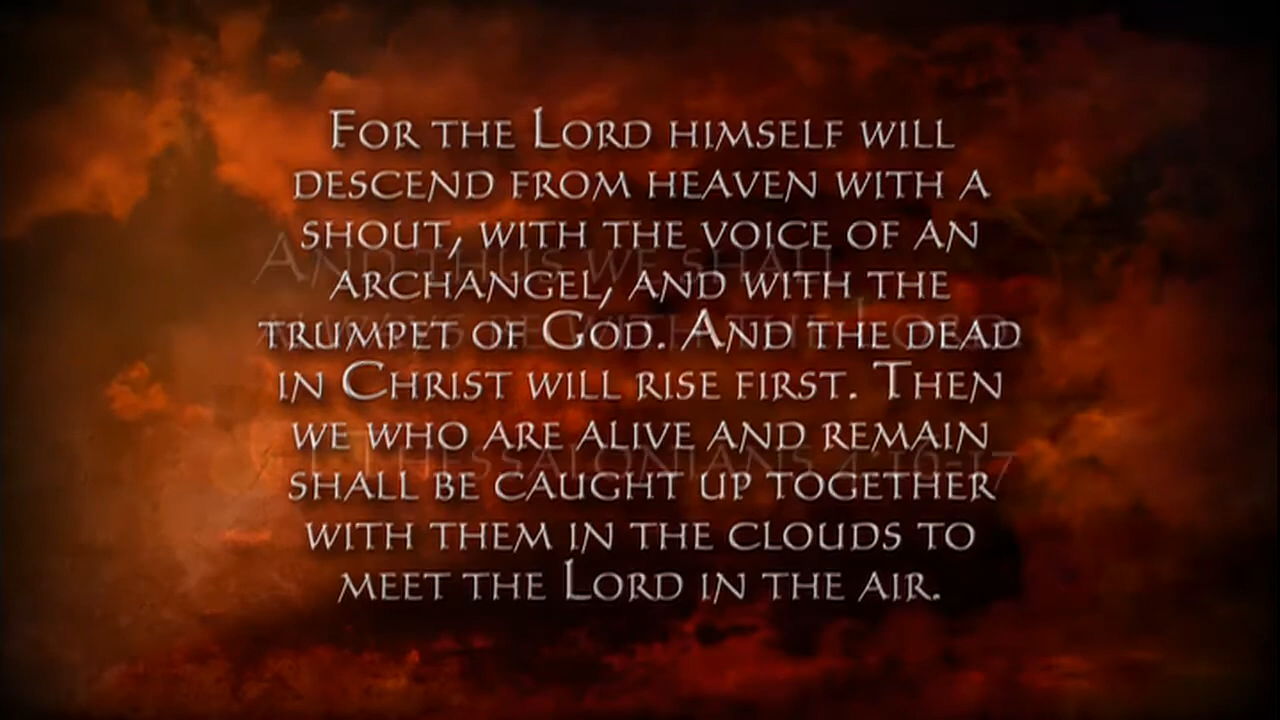 For the Lord himself will
descend from heaven with a
shout, with the voice of an
archangel, and with the
trumpet of God. And the dead
in Christ will rise first. Then
we who are alive and remain
shall be caught up together
with them in the clouds to
meet the Lord in the air.
And thus we shall
always be with the Lord
1 Thessalonians 4:16-17